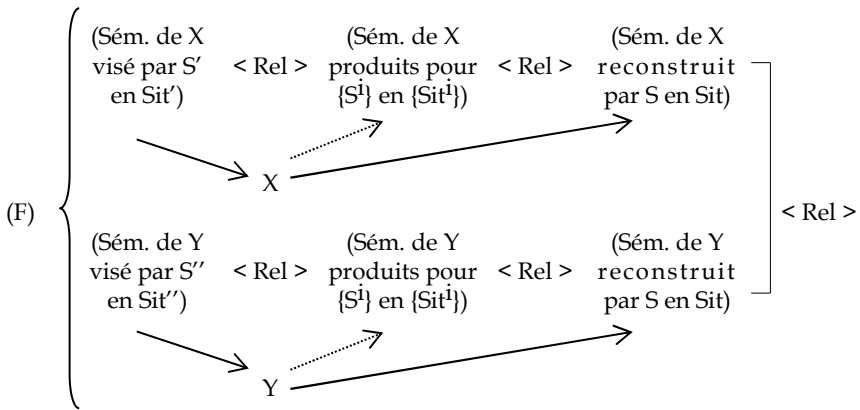 (Sém. de X (Sém. de X (Sém. de X
visé par S' < Rel > produits pour < Rel > reconstruit
en Sit') {Sⁱ} en {Sitⁱ}) par S en Sit)
X
(F) < Rel >
(Sém. de Y (Sém. de Y (Sém. de Y
visé par S'' < Rel > produits pour < Rel > reconstruit
en Sit'') {Sⁱ} en {Sitⁱ}) par S en Sit)
Y